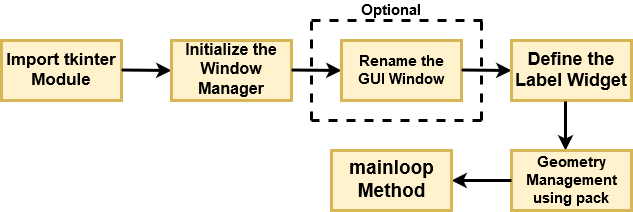 Optional
Import tkinter
Module
Initialize the
Window
Manager
Rename the
GUI Window
Define the
Label Widget
Geometry
Management
using pack
mainloop
Method